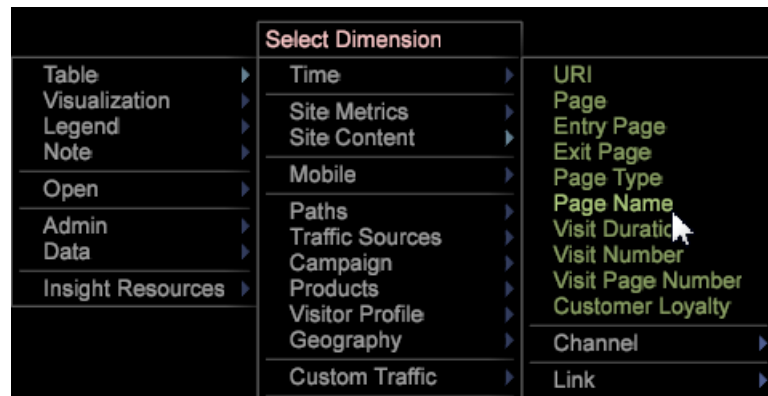 Select Dimension
Table
Visualization
Legend
Note
Open
Admin
Data
Insight Resources
Time
Site Metrics
Site Content
Mobile
Paths
Traffic Sources
Campaign
Products
Visitor Profile
Geography
Custom Traffic
URI
Page
Entry Page
Exit Page
Page Type
Page Name
Visit Duration
Visit Number
Visit Page Number
Customer Loyalty
Channel
Link